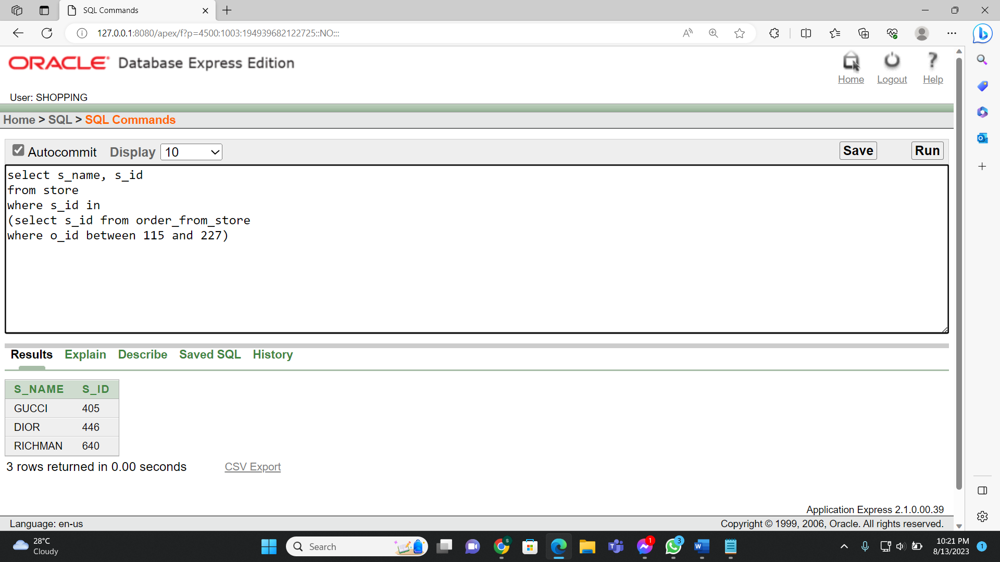 SQL Commands
127.0.0.1:8080/apex/f?p=4500:1003:194939682122725::NO:::
ORACLE Database Express Edition
Home Logout Help
User: SHOPPING
Home > SQL > SQL Commands
Autocommit Display 10 Save Run
select s_name, s_id
from store
where s_id in
(select s_id from order_from_store
where o_id between 115 and 227)
Results Explain Describe Saved SQL History
S_NAME S_ID
GUCCI 405
DIOR 446
RICHMAN 640
3 rows returned in 0.00 seconds CSV Export
Application Express 2.1.0.00.39
Language: en-us Copyright © 1999, 2006, Oracle. All rights reserved.
28°C
Cloudy
Search
1
3
10:21 PM
8/13/2023
1